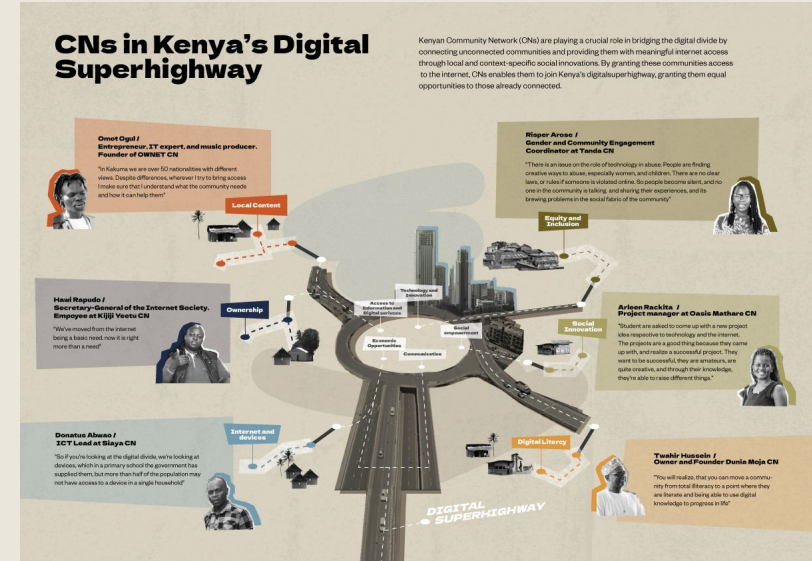 CNs in Kenya's Digital
Superhighway
Kenyan Community Network (CNs) are playing a crucial role in bridging the digital divide by
connecting unconnected communities and providing them with meaningful internet access
through local and context-specific social innovations. By granting these communities access
to the internet, CNs enables them to join Kenya's digitalsuperhighway, granting them equal
opportunities to those already connected.
Omot Ogul /
Entrepreneur, IT expert, and music producer.
Founder of OWNET CN
"In Kakuma we are over 50 nationalities with different
views. Despite differences, wherever I try to bring access
I make sure that I understand what the community needs
and how it can help them"
Local Content
Risper Arose /
Gender and Community Engagement
Coordinator at Tanda CN
"There is an issue on the role of technology in abuse. People are finding
creative ways to abuse, especially women, and children. There are no clear
laws, or rules if someone is violated online. So people become silent, and no
one in the community is talking, and sharing their experiences, and its
brewing problems in the social fabric of the community"
Equity and
Inclusion
Hawi Rapudo /
Secretary-General of the Internet Society.
Empoyee at Kijiji Yeetu CN
"We've moved from the internet
being a basic need, now it is right
more than a need"
Ownership
Technology and
Innovation
Access to
Information and
Digital services
Social
empowerment
Economic
Opportunities
Communication
Social
Innovation
Arleen Rackita /
Project manager at Oasis Mathare CN
"Student are asked to come up with a new project
idea respective to technology and the internet.
The projects are a good thing because they came
up with, and realize a successful project. They
want to be successful, they are amateurs, are
quite creative, and through their knowledge,
they're able to raise different things."
Donatus Abwao /
ICT Lead at Siaya CN
"So if you're looking at the digital divide, we're looking at
devices, which in a primary school the government has
supplied them, but more than half of the population may
not have access to a device in a single household"
Internet and
devices
Digital Litercy
Twahir Hussein /
Owner and Founder Dunia Moja CN
"You will realize, that you can move a commu-
nity from total illiteracy to a point where they
are literate and being able to use digital
knowledge to progress in life"
DIGITAL
SUPERHIGHWAY